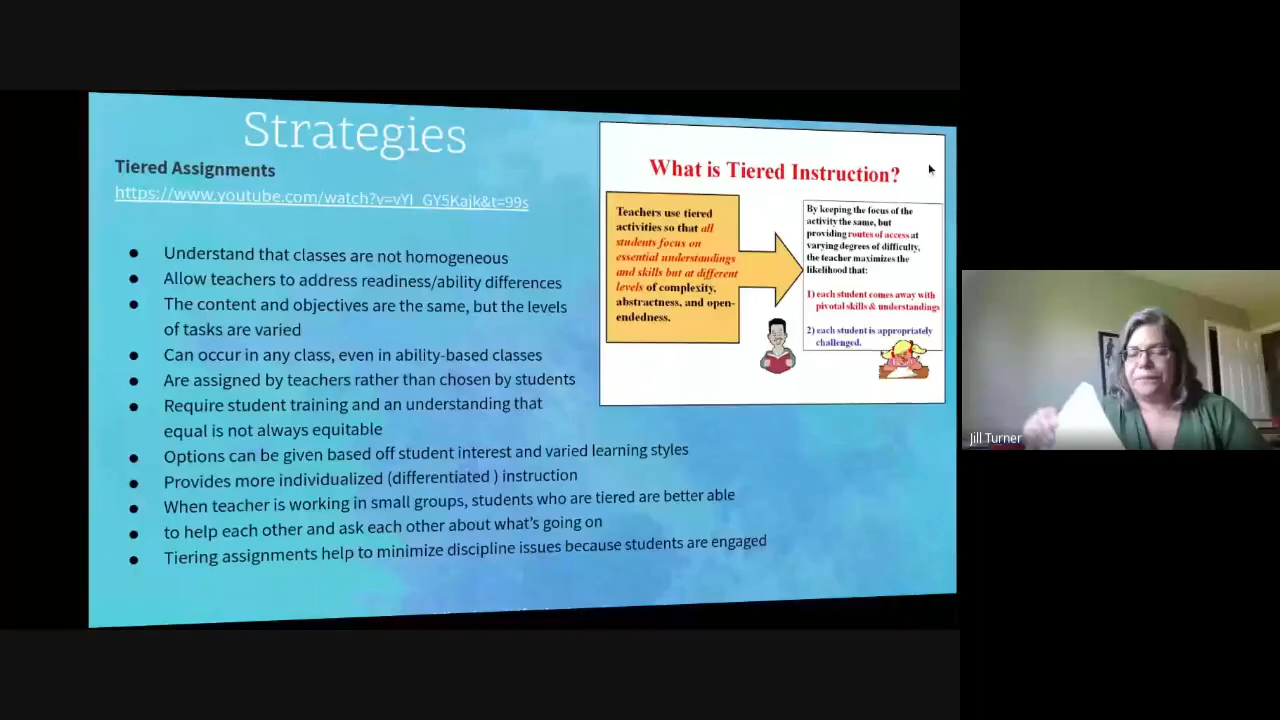 Strategies
Tiered Assignments
https://www.youtube.com/watch?v=vYI_GY5Kajk&t=99s
● Understand that classes are not homogeneous
● Allow teachers to address readiness/ability differences
● The content and objectives are the same, but the levels
of tasks are varied
● Can occur in any class, even in ability-based classes
● Are assigned by teachers rather than chosen by students
● Require student training and an understanding that
equal is not always equitable
● Options can be given based off student interest and varied learning styles
● Provides more individualized (differentiated ) instruction
● When teacher is working in small groups, students who are tiered are better able
● to help each other and ask each other about what's going on
● Tiering assignments help to minimize discipline issues because students are engaged
What is Tiered Instruction?
Teachers use tiered
activities so that all
students focus on
essential understandings
and skills but at different
levels of complexity,
abstractness, and open-
endedness.
By keeping the focus of the
activity the same, but
providing routes of access at
varying degrees of difficulty,
the teacher maximizes the
likelihood that:
1) each student comes away with
pivotal skills & understandings
2) each student is appropriately
challenged.
Jill Turner